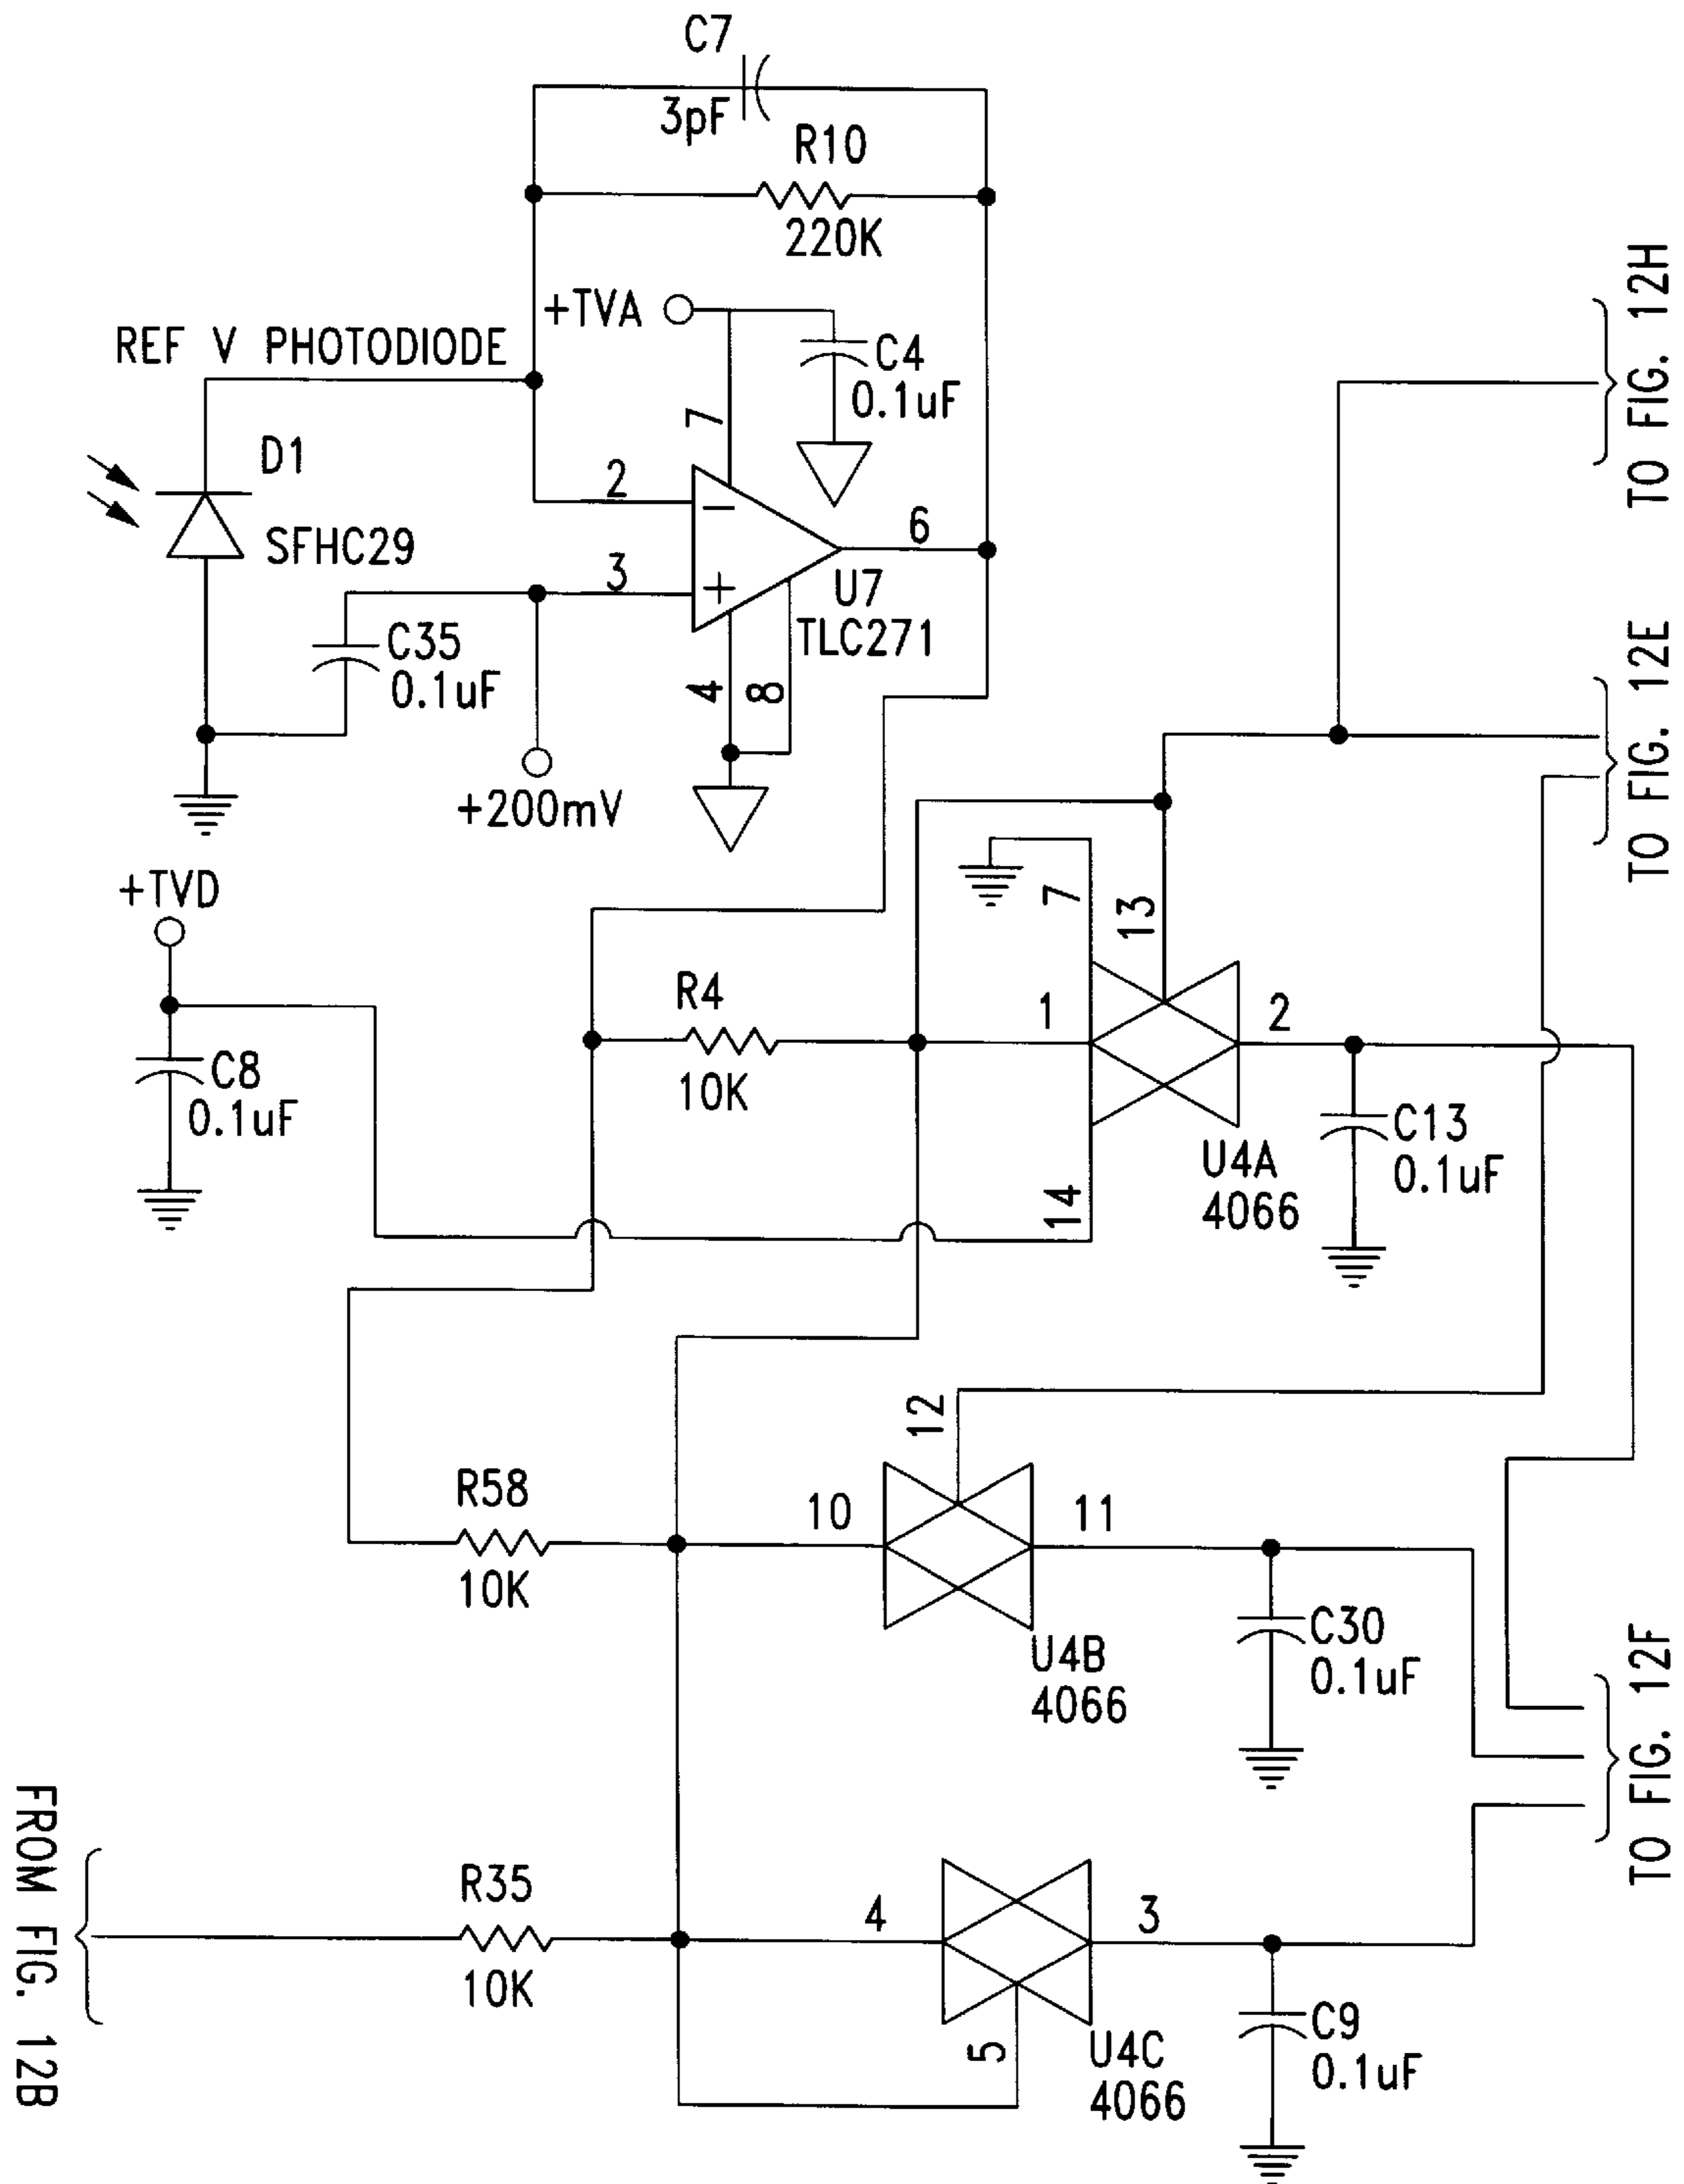 C7
3pF
R10
220K
+TVA
REF V PHOTODIODE
C4
0.1uF
7
D1
2
SFHC29
6
3
U7
TLC271
C35
0.1uF
4
8
+200mV
TO FIG. 12H
TO FIG. 12E
+TVD
7
13
R4
10K
1
2
C8
0.1uF
C13
0.1uF
U4A
4066
14
12
R58
10K
10
11
U4B
4066
C30
0.1uF
TO FIG. 12F
FROM FIG. 12B
R35
10K
4
3
5
U4C
4066
C9
0.1uF